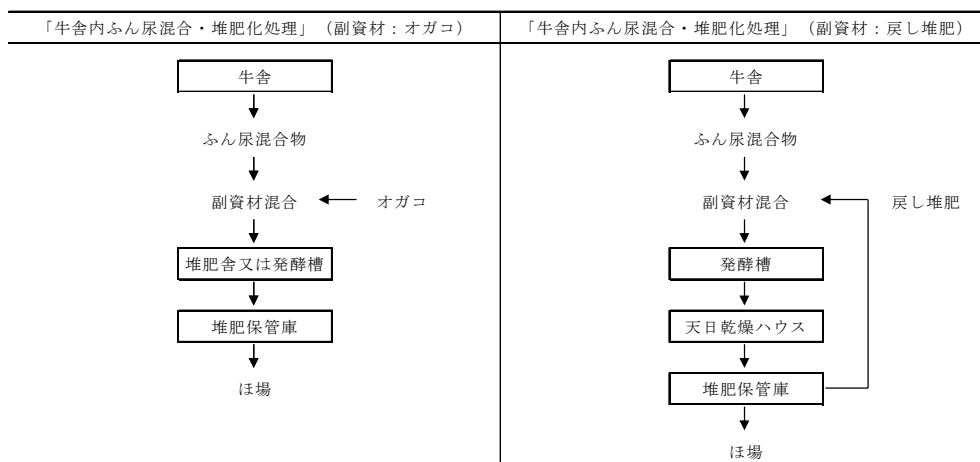 「牛舎内ふん尿混合・堆肥化処理」（副資材：オガコ）
牛舎
ふん尿混合物
副資材混合
オガコ
堆肥舎又は発酵槽
堆肥保管庫
ほ場
「牛舎内ふん尿混合・堆肥化処理」（副資材：戻し堆肥）
牛舎
ふん尿混合物
副資材混合
戻し堆肥
発酵槽
天日乾燥ハウス
堆肥保管庫
ほ場